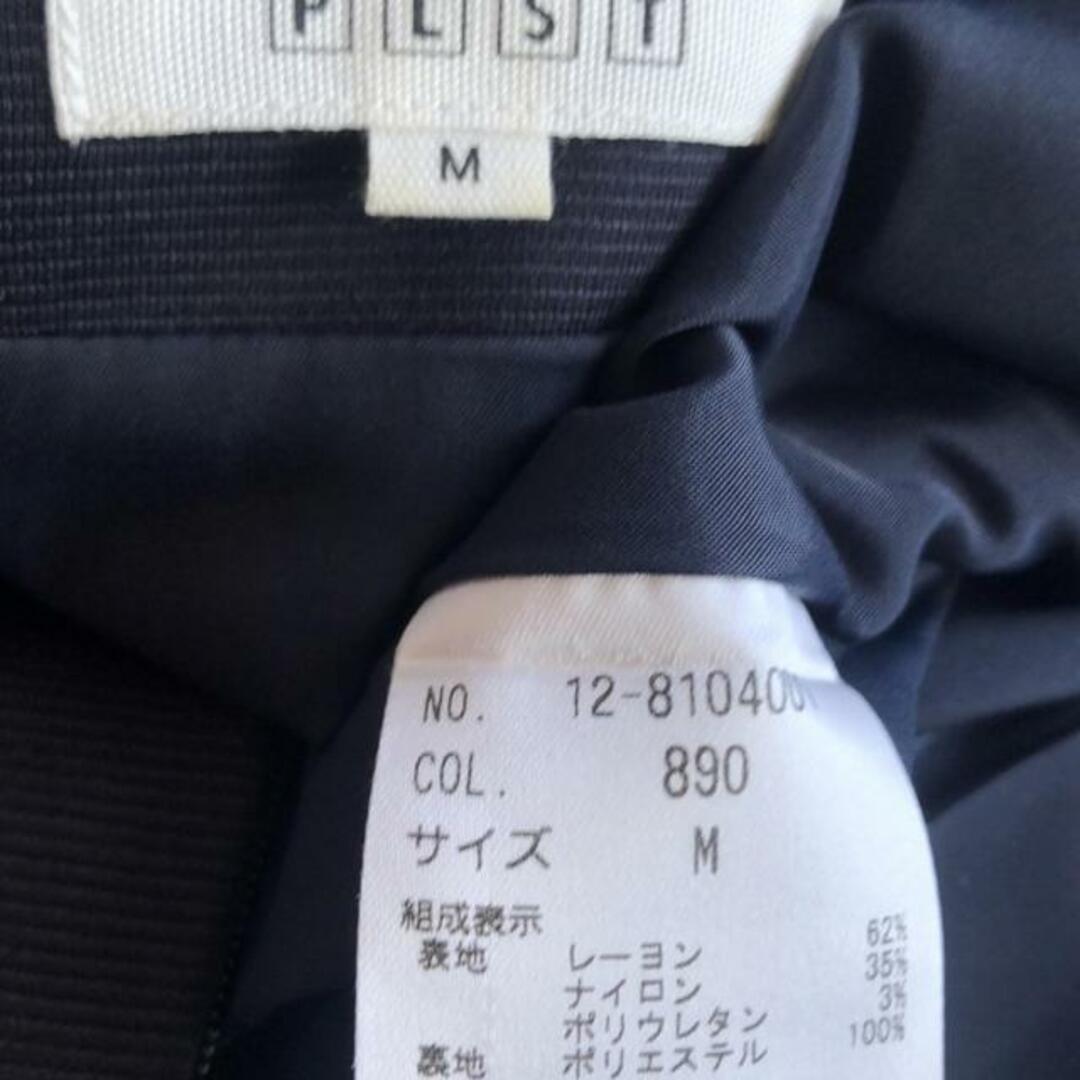 PLST
M
NO. 12-810400
COL. 890
サイズ M
組成表示
表地 レーヨン 62%
ナイロン 35%
ポリウレタン 3%
裏地 ポリエステル 100%